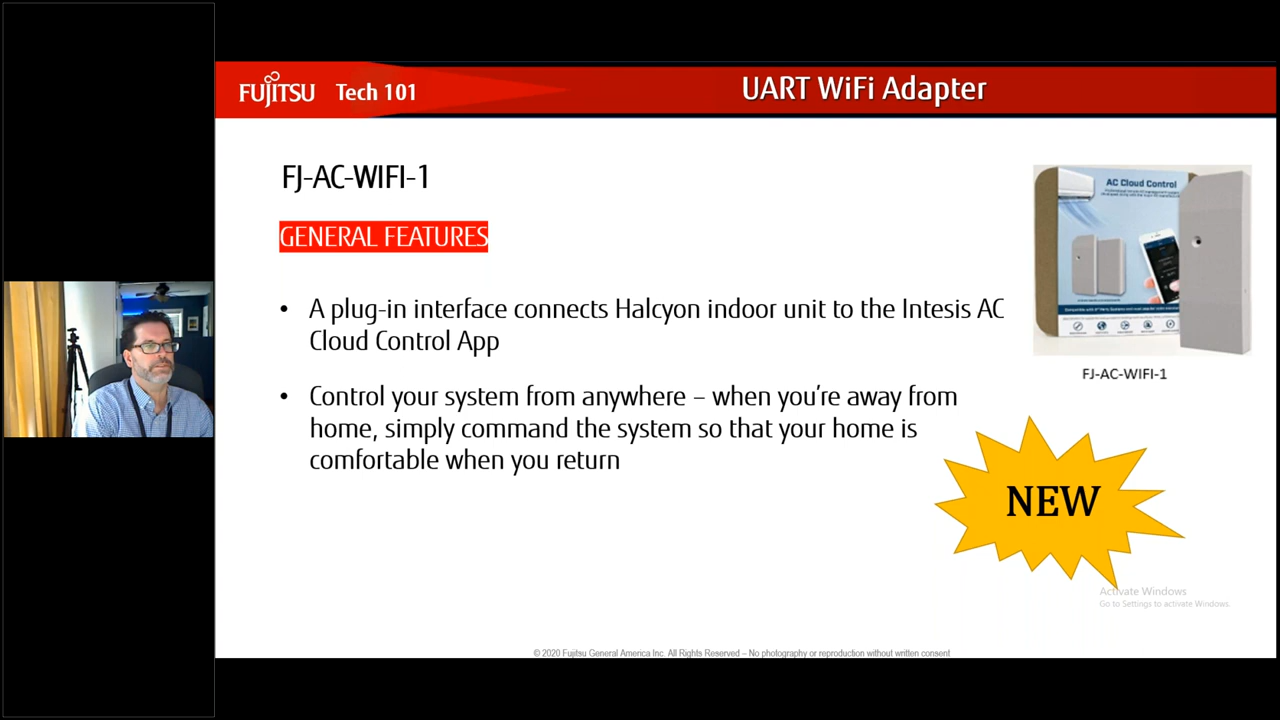 FUJITSU Tech 101
UART WiFi Adapter
FJ-AC-WIFI-1
GENERAL FEATURES
• A plug-in interface connects Halcyon indoor unit to the Intesis AC
Cloud Control App
• Control your system from anywhere – when you're away from
home, simply command the system so that your home is
comfortable when you return
AC Cloud Control
FJ-AC-WIFI-1
NEW
Activate Windows
Go to Settings to activate Windows.
© 2020 Fujitsu General America Inc. All Rights Reserved – No photography or reproduction without written consent